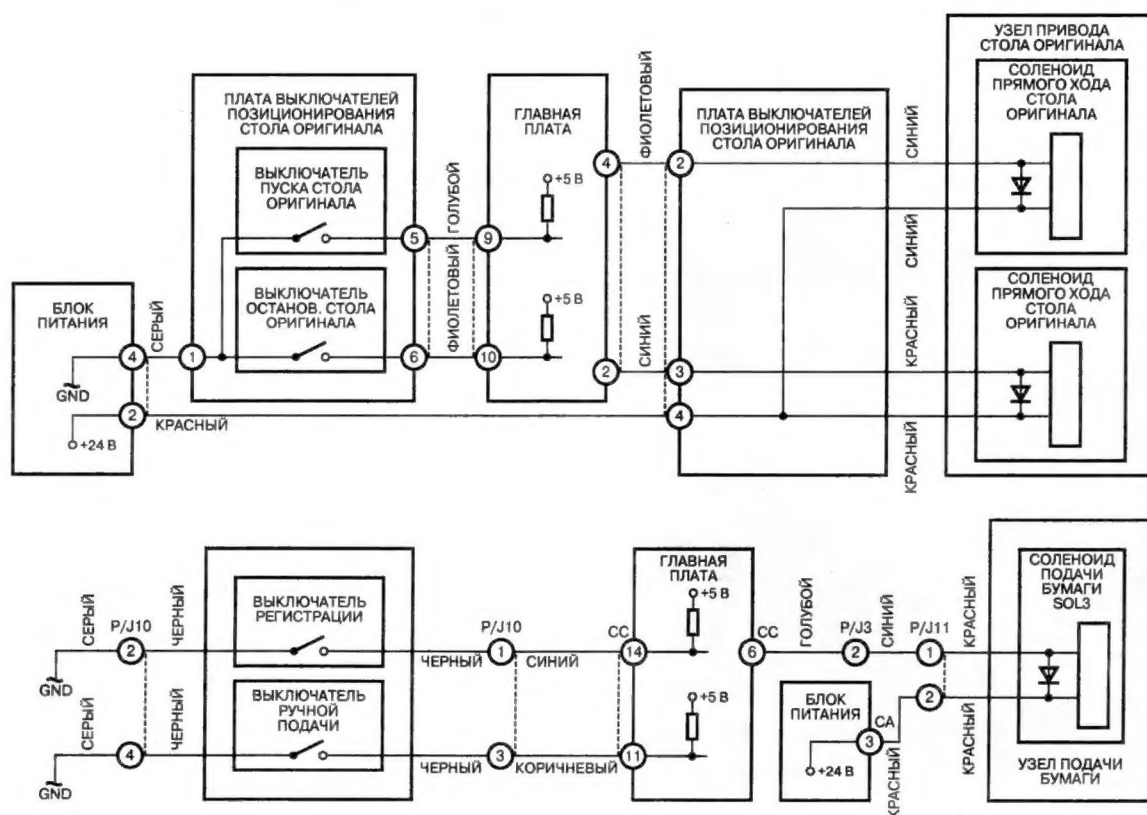 УЗЕЛ ПРИВОДА
СТОЛА ОРИГИНАЛА
СОЛЕНОИД
ПРЯМОГО ХОДА
СТОЛА
ОРИГИНАЛА
ПЛАТА ВЫКЛЮЧАТЕЛЕЙ
ПОЗИЦИОНИРОВАНИЯ
СТОЛА ОРИГИНАЛА
ВЫКЛЮЧАТЕЛЬ
ПУСКА СТОЛА
ОРИГИНАЛА
5
ГОЛУБОЙ
9
ГЛАВНАЯ
ПЛАТА
+5 В
4
ФИОЛЕТОВЫЙ
2
ПЛАТА ВЫКЛЮЧАТЕЛЕЙ
ПОЗИЦИОНИРОВАНИЯ
СТОЛА ОРИГИНАЛА
СИНИЙ
СИНИЙ
БЛОК
ПИТАНИЯ
4
GND
2
+24 В
СЕРЫЙ
1
ВЫКЛЮЧАТЕЛЬ
ОСТАНОВ. СТОЛА
ОРИГИНАЛА
6
ФИОЛЕТОВЫЙ
10
+5 В
2
СИНИЙ
3
4
КРАСНЫЙ
КРАСНЫЙ
КРАСНЫЙ
СОЛЕНОИД
ПРЯМОГО ХОДА
СТОЛА
ОРИГИНАЛА
СЕРЫЙ
P/J10
2
ЧЕРНЫЙ
GND
ВЫКЛЮЧАТЕЛЬ
РЕГИСТРАЦИИ
ЧЕРНЫЙ
P/J10
1
СИНИЙ
CC
14
ГЛАВНАЯ
ПЛАТА
+5 В
CC
6
ГОЛУБОЙ
P/J3
2
СИНИЙ
P/J11
1
КРАСНЫЙ
СОЛЕНОИД
ПОДАЧИ
БУМАГИ
SOL3
СЕРЫЙ
4
ЧЕРНЫЙ
GND
ВЫКЛЮЧАТЕЛЬ
РУЧНОЙ
ПОДАЧИ
ЧЕРНЫЙ
3
КОРИЧНЕВЫЙ
11
+5 В
БЛОК
ПИТАНИЯ
CA
3
+24 В
КРАСНЫЙ
2
КРАСНЫЙ
УЗЕЛ ПОДАЧИ
БУМАГИ